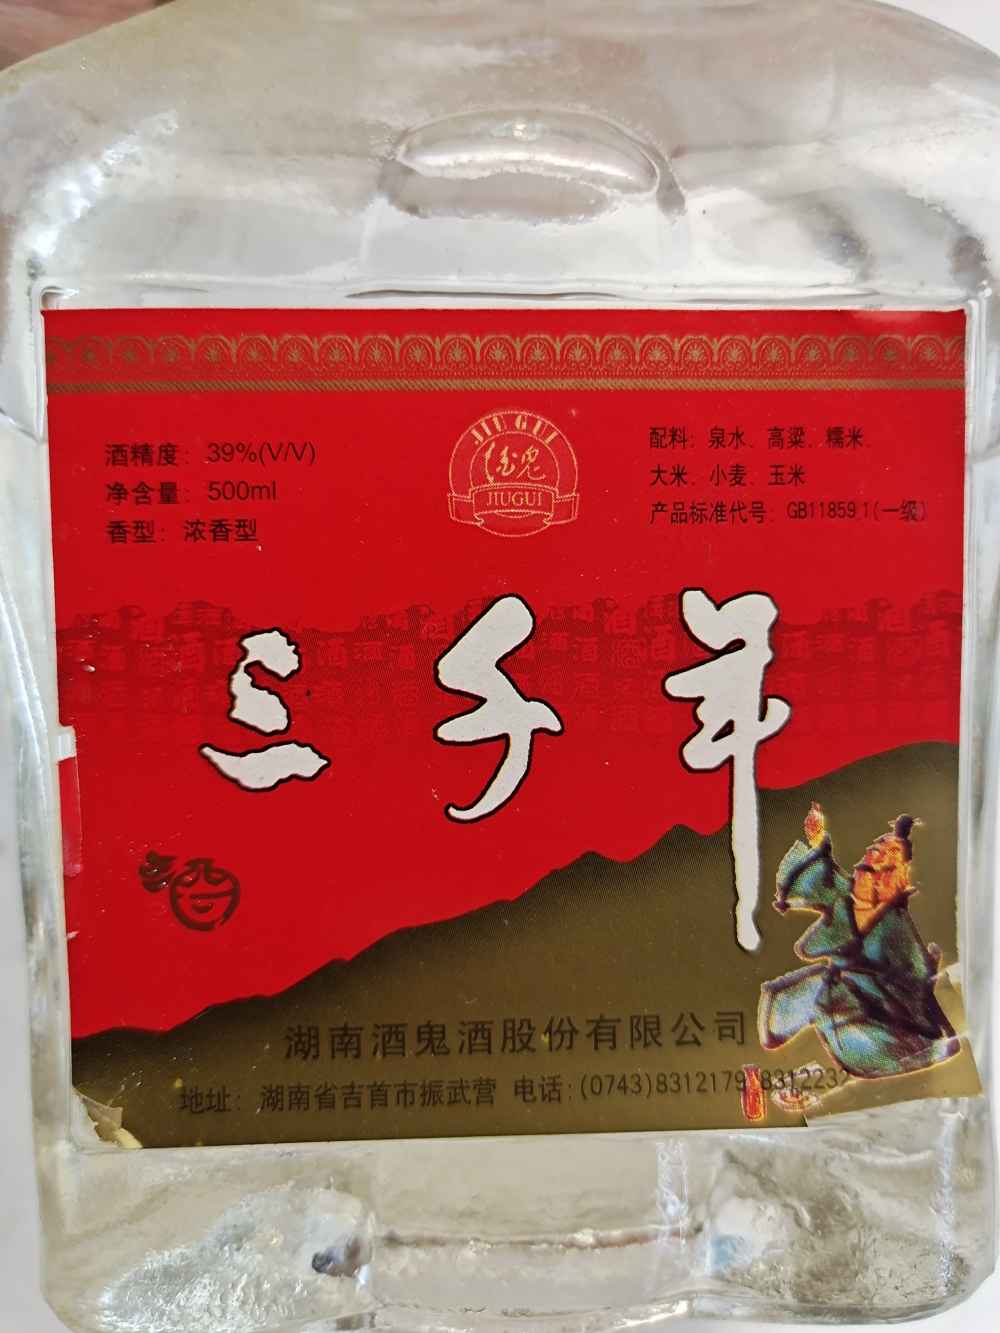 酒精度：39%(V/V)
净含量：500ml
香型：浓香型
JIU GUI
酒鬼
JIUGUI
配料：泉水、高粱、糯米、
大米、小麦、玉米
产品标准代号：GB11859.1(一级)
三千年
湖南酒鬼酒股份有限公司
地址：湖南省吉首市振武营 电话：(0743)8312179 8312232